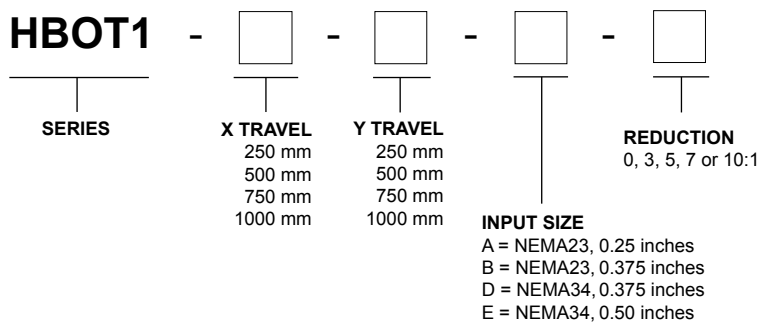 HBOT1 - - - -
SERIES
X TRAVEL
250 mm
500 mm
750 mm
1000 mm
Y TRAVEL
250 mm
500 mm
750 mm
1000 mm
INPUT SIZE
A = NEMA23, 0.25 inches
B = NEMA23, 0.375 inches
D = NEMA34, 0.375 inches
E = NEMA34, 0.50 inches
REDUCTION
0, 3, 5, 7 or 10:1